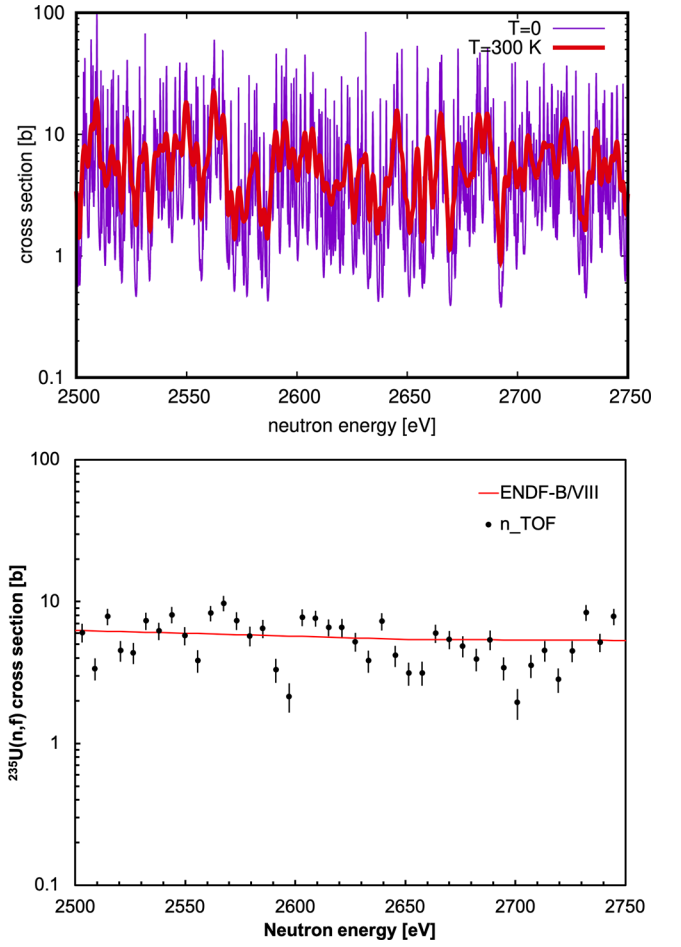 100
T=0
T=300 K
10
cross section [b]
1
0.1
2500 2550 2600 2650 2700 2750
neutron energy [eV]
100
ENDF-B/VIII
n_TOF
10
²³⁵U(n,f) cross section [b]
1
0.1
2500 2550 2600 2650 2700 2750
Neutron energy [eV]